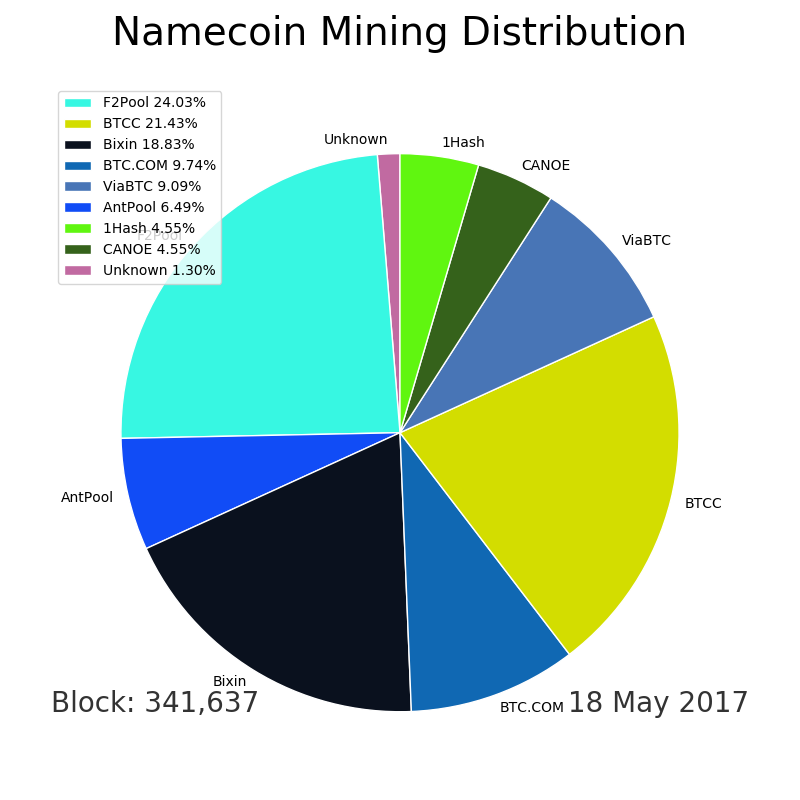 Namecoin Mining Distribution
F2Pool 24.03%
BTCC 21.43%
Bixin 18.83%
BTC.COM 9.74%
ViaBTC 9.09%
AntPool 6.49%
1Hash 4.55%
CANOE 4.55%
Unknown 1.30%
Unknown
1Hash
CANOE
ViaBTC
F2Pool
BTCC
AntPool
Bixin
BTC.COM
Block: 341,637
18 May 2017